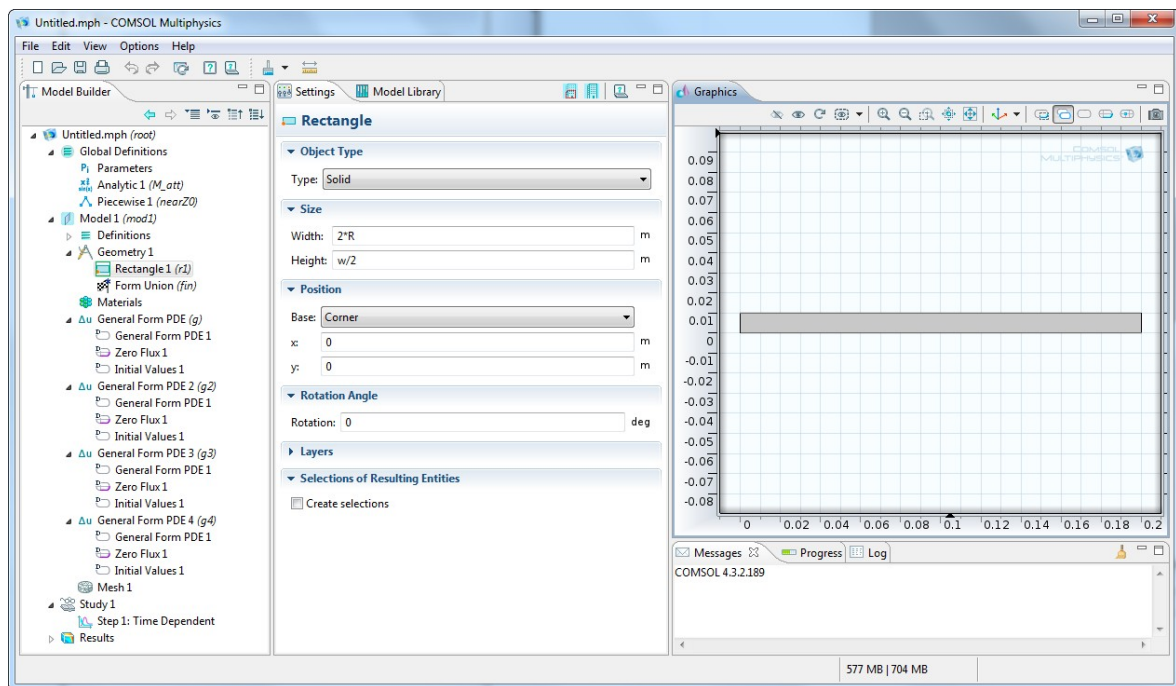 Untitled.mph - COMSOL Multiphysics
File Edit View Options Help
Model Builder
Untitled.mph (root)
Global Definitions
Pi Parameters
Analytic 1 (M_att)
Piecewise 1 (nearZ0)
Model 1 (mod1)
Definitions
Geometry 1
Rectangle 1 (r1)
Form Union (fin)
Materials
Δu General Form PDE (g)
General Form PDE 1
Zero Flux 1
Initial Values 1
Δu General Form PDE 2 (g2)
General Form PDE 1
Zero Flux 1
Initial Values 1
Δu General Form PDE 3 (g3)
General Form PDE 1
Zero Flux 1
Initial Values 1
Δu General Form PDE 4 (g4)
General Form PDE 1
Zero Flux 1
Initial Values 1
Mesh 1
Study 1
Step 1: Time Dependent
Results
Settings Model Library
Rectangle
Object Type
Type: Solid
Size
Width: 2*R m
Height: w/2 m
Position
Base: Corner
x: 0 m
y: 0 m
Rotation Angle
Rotation: 0 deg
Layers
Selections of Resulting Entities
Create selections
Graphics
COMSOL
MULTIPHYSICS
0.09
0.08
0.07
0.06
0.05
0.04
0.03
0.02
0.01
0
-0.01
-0.02
-0.03
-0.04
-0.05
-0.06
-0.07
-0.08
0 0.02 0.04 0.06 0.08 0.1 0.12 0.14 0.16 0.18 0.2
Messages Progress Log
COMSOL 4.3.2.189
577 MB | 704 MB